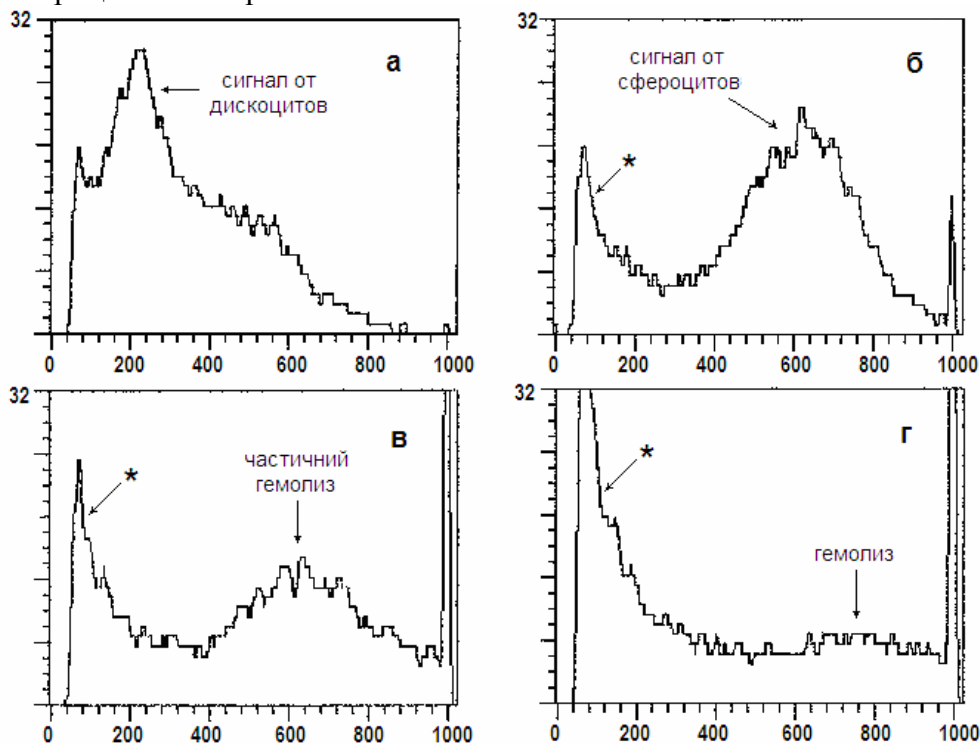 32
а
сигнал от
дискоцитов
0 200 400 600 800 1000
32
б
сигнал от
сфероцитов
*
0 200 400 600 800 1000
32
в
*
частичний
гемолиз
0 200 400 600 800 1000
32
г
*
гемолиз
0 200 400 600 800 1000